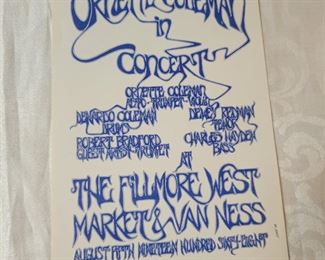 ORNETTE COLEMAN
in
CONCERT
ORNETTE COLEMAN
ALTO - TRUMPET - VIOLIN
DENARDO COLEMAN
DRUMS
DEWEY REDMAN
TENOR
ROBERT BRADFORD
GUEST ARTIST-TRUMPET
CHARLES HAYDEN
BASS
AT
THE FILLMORE WEST
MARKET & VAN NESS
AUGUST FIFTH NINETEEN HUNDRED SIXTY-EIGHT